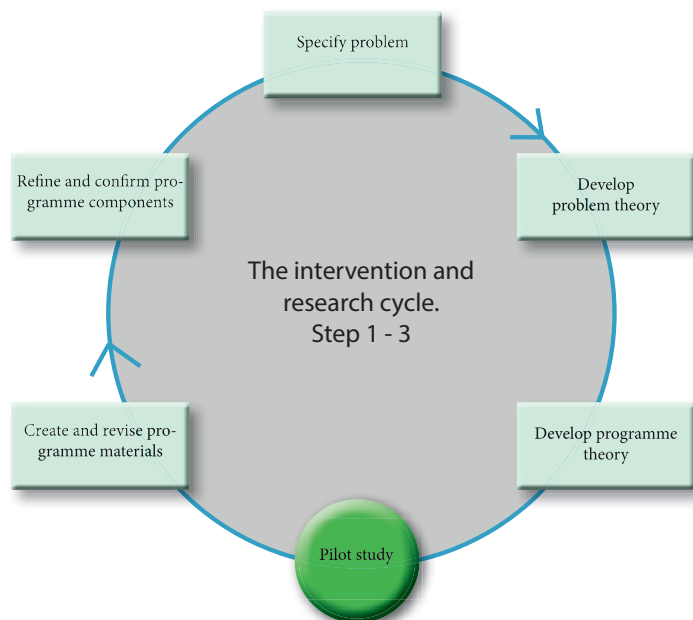 Specify problem
Refine and confirm pro-
gramme components
Develop
problem theory
The intervention and
research cycle.
Step 1 - 3
Create and revise pro-
gramme materials
Develop programme
theory
Pilot study